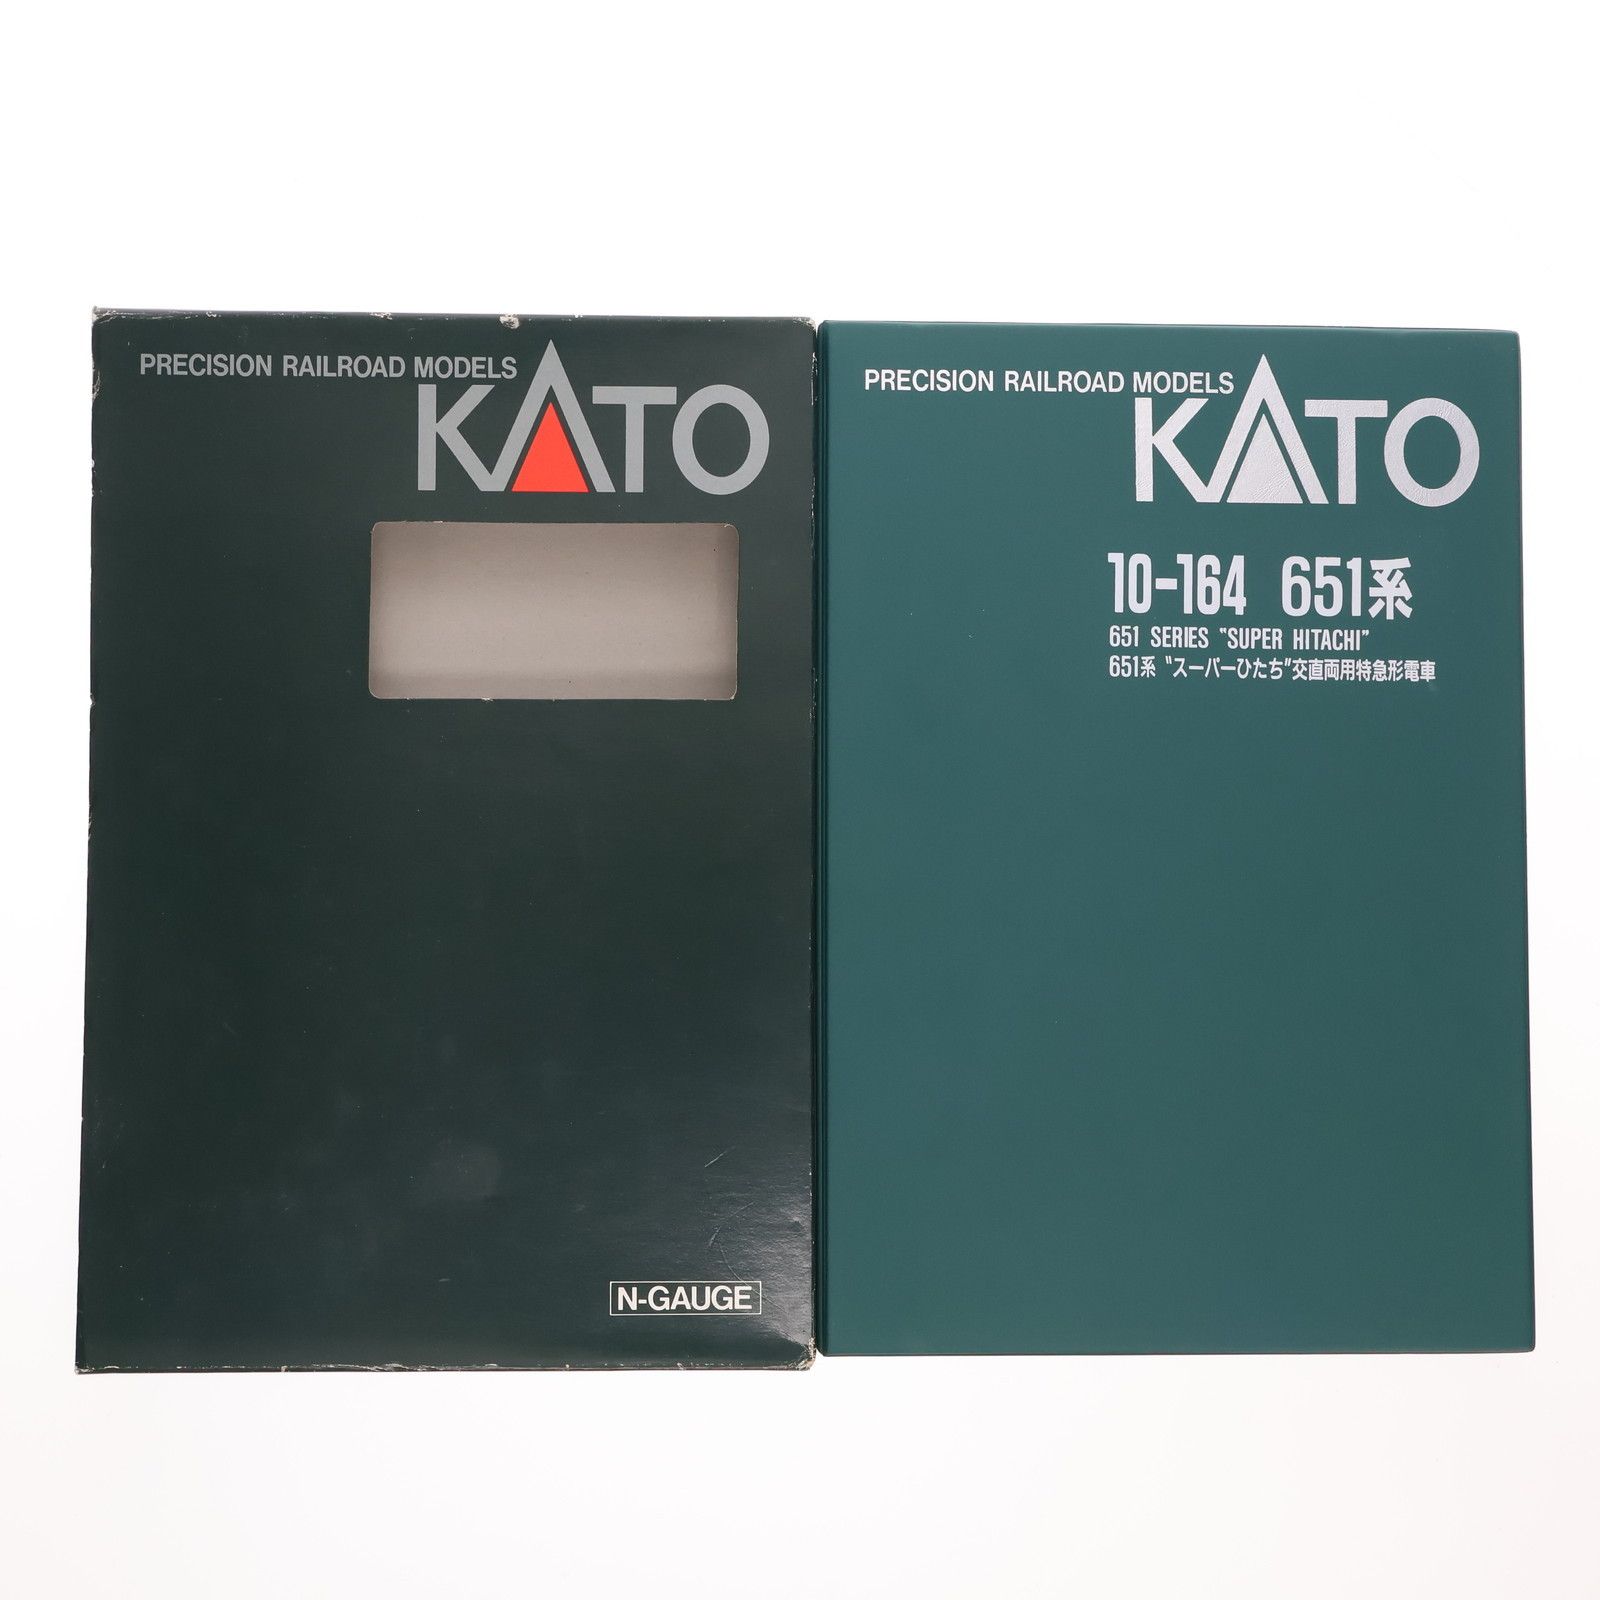 PRECISION RAILROAD MODELS
KATO
N-GAUGE
PRECISION RAILROAD MODELS
KATO
10-164 651系
651 SERIES "SUPER HITACHI"
651系 "スーパーひたち"交直両用特急形電車